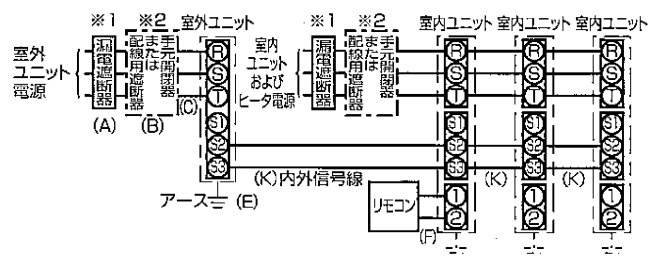 ※1 ※2 室外ユニット ※1 ※2 室内ユニット 室内ユニット 室内ユニット
室外
ユニット
電源
漏電遮断器
手元開閉器
または
配線用遮断器
(A)
(B)
(C)
R
S
T
S1
S2
S3
アース
(E)
室内
ユニット
および
ヒータ電源
漏電遮断器
手元開閉器
または
配線用遮断器
R
S
T
S1
S2
S3
1
2
R
S
T
S1
S2
S3
1
2
R
S
T
S1
S2
S3
1
2
(K)内外信号線
(K)
(K)
リモコン
(F)